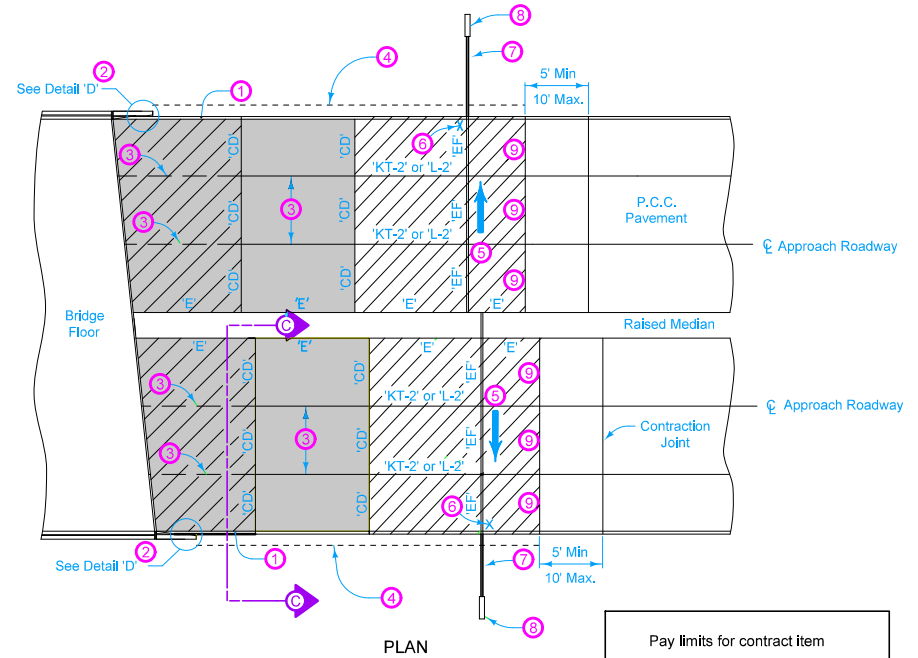 8
7
2
4
5' Min
See Detail 'D'
1
10' Max.
6
'CD'
'CD'
'EF'
9
3
'KT-2' or 'L-2'
'CD'
3
'CD'
'EF'
9
P.C.C.
Pavement
3
'KT-2' or 'L-2'
5
℄ Approach Roadway
'CD'
'CD'
'EF'
9
'E'
'E'
'E'
'E'
Bridge
Floor
C
Raised Median
'E'
'E'
'E'
'E'
'CD'
'CD'
'EF'
9
3
'KT-2' or 'L-2'
5
℄ Approach Roadway
'CD'
3
'CD'
'EF'
9
Contraction
Joint
3
'KT-2' or 'L-2'
'CD'
'CD'
'EF'
9
6
X
X
2
1
See Detail 'D'
5' Min
7
10' Max.
C
4
8
PLAN
Pay limits for contract item